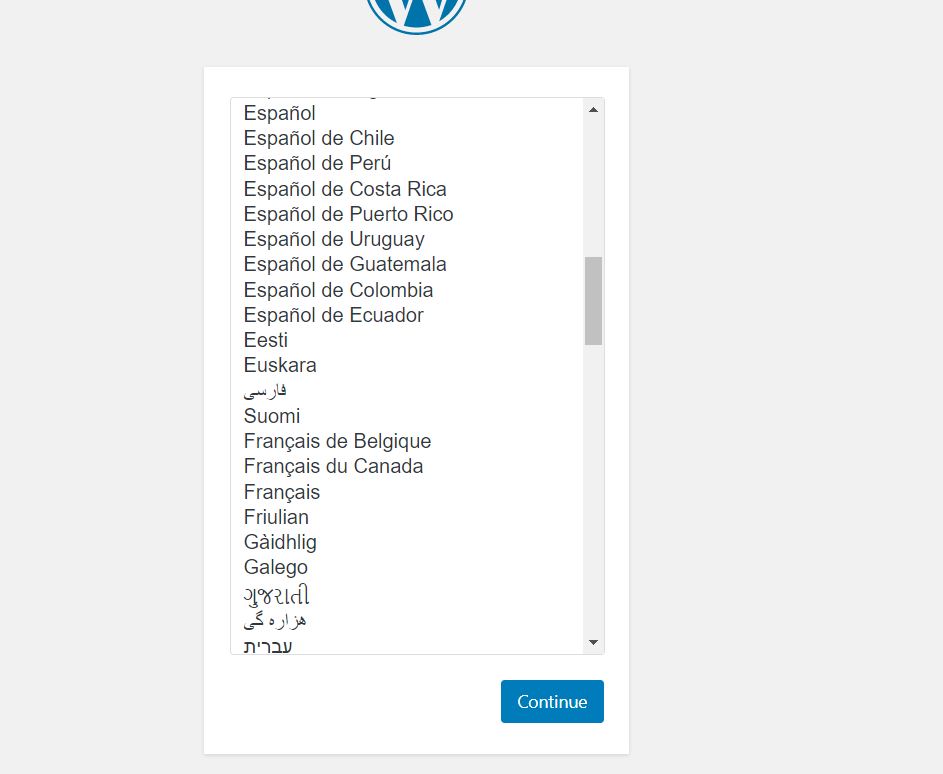 Español
Español de Chile
Español de Perú
Español de Costa Rica
Español de Puerto Rico
Español de Uruguay
Español de Guatemala
Español de Colombia
Español de Ecuador
Eesti
Euskara
فارسی
Suomi
Français de Belgique
Français du Canada
Français
Friulian
Gàidhlig
Galego
ગુજરાતી
هزاره گی
עברית
Continue